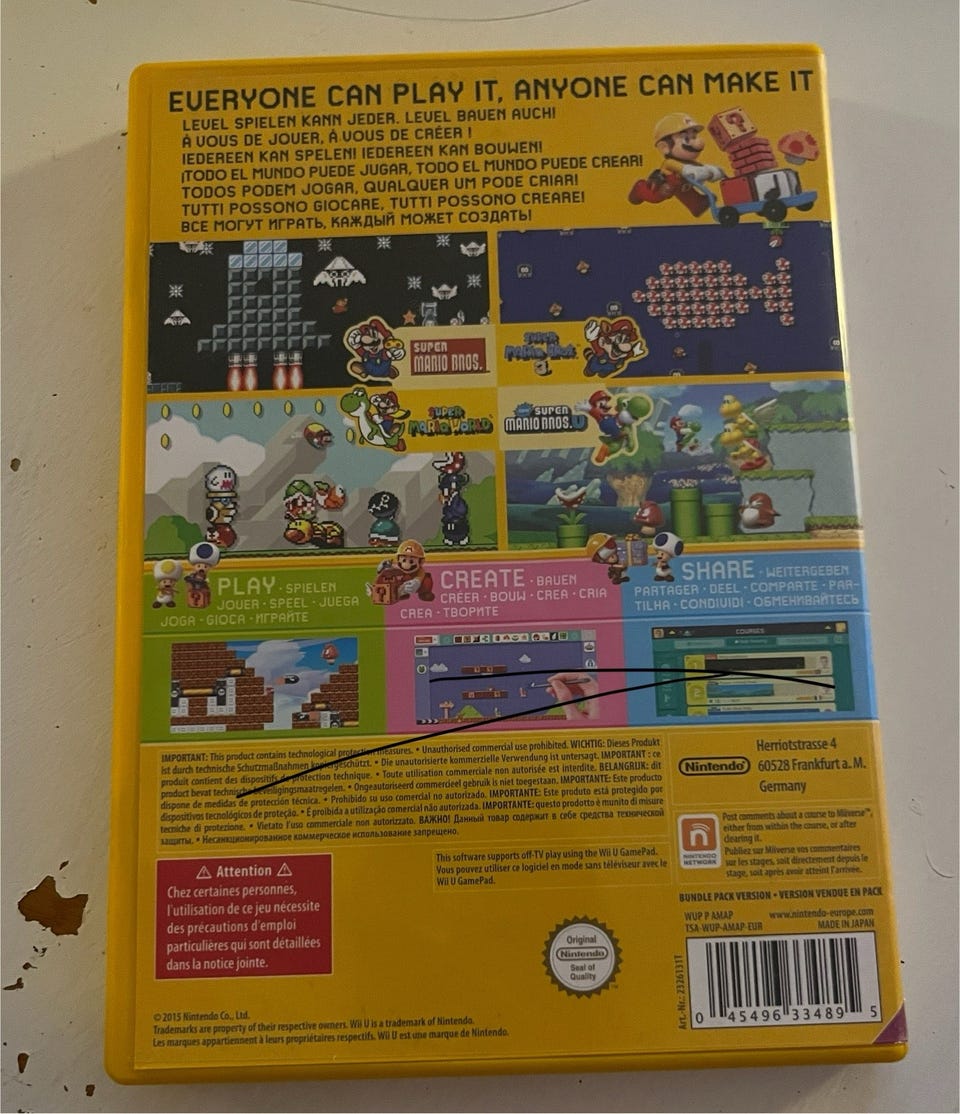 EVERYONE CAN PLAY IT, ANYONE CAN MAKE IT
LEVEL SPIELEN KANN JEDER. LEVEL BAUEN AUCH!
À VOUS DE JOUER, À VOUS DE CRÉER !
IEDEREEN KAN SPELEN! IEDEREEN KAN BOUWEN!
¡TODO EL MUNDO PUEDE JUGAR, TODO EL MUNDO PUEDE CREAR!
TODOS PODEM JOGAR, QUALQUER UM PODE CRIAR!
TUTTI POSSONO GIOCARE, TUTTI POSSONO CREARE!
ВСЕ МОГУТ ИГРАТЬ, КАЖДЫЙ МОЖЕТ СОЗДАТЬ!
SUPER
MARIO BROS.
SUPER
MARIO BROS.
3
SUPER
MARIO WORLD
NEW SUPER
MARIO BROS.U
PLAY · SPIELEN
JOUER · SPEEL · JUEGA
JOGA · GIOCA · ИГРАЙТЕ
CREATE · BAUEN
CRÉER · BOUW · CREA · CRIA
CREA · ТВОРИТЕ
SHARE · WEITERGEBEN
PARTAGER · DEEL · COMPARTE · PAR-
TILHA · CONDIVIDI · ОБМЕНИВАЙТЕСЬ
COURSES
1
2
IMPORTANT: This product contains technological protection measures. • Unauthorised commercial use prohibited. WICHTIG: Dieses Produkt
ist durch technische Schutzmaßnahmen kopiergeschützt. • Die unautorisierte kommerzielle Verwendung ist untersagt. IMPORTANT : ce
produit contient des dispositifs de protection technique. • Toute utilisation commerciale non autorisée est interdite. BELANGRIJK: dit
product bevat technische beveiligingsmaatregelen. • Ongeautoriseerd commercieel gebruik is niet toegestaan. IMPORTANTE: Este producto
dispone de medidas de protección técnica. • Prohibido su uso comercial no autorizado. IMPORTANTE: Este produto está protegido por
dispositivos tecnológicos de proteção. • É proibida a utilização comercial não autorizada. IMPORTANTE: questo prodotto è munito di misure
tecniche di protezione. • Vietato l'uso commerciale non autorizzato. ВАЖНО! Данный товар содержит в себе средства технической
защиты. • Несанкционированное коммерческое использование запрещено.
Nintendo
Herriotstrasse 4
60528 Frankfurt a. M.
Germany
NINTENDO
NETWORK
Post comments about a course to Miiverse™,
either from within the course, or after
clearing it.
Publiez sur Miiverse vos commentaires
sur les stages, soit directement depuis le
stage, soit après avoir atteint l'arrivée.
This software supports off-TV play using the Wii U GamePad.
Vous pouvez utiliser ce logiciel en mode sans téléviseur avec le
Wii U GamePad.
⚠ Attention ⚠
Chez certaines personnes,
l'utilisation de ce jeu nécessite
des précautions d'emploi
particulières qui sont détaillées
dans la notice jointe.
BUNDLE PACK VERSION • VERSION VENDUE EN PACK
WUP P AMAP
TSA-WUP-AMAP-EUR
www.nintendo-europe.com
MADE IN JAPAN
Original
Nintendo
Seal of
Quality
TM
Art.-Nr.: 2326131T
0 45496 33489 5
© 2015 Nintendo Co., Ltd.
Trademarks are property of their respective owners. Wii U is a trademark of Nintendo.
Les marques appartiennent à leurs propriétaires respectifs. Wii U est une marque de Nintendo.